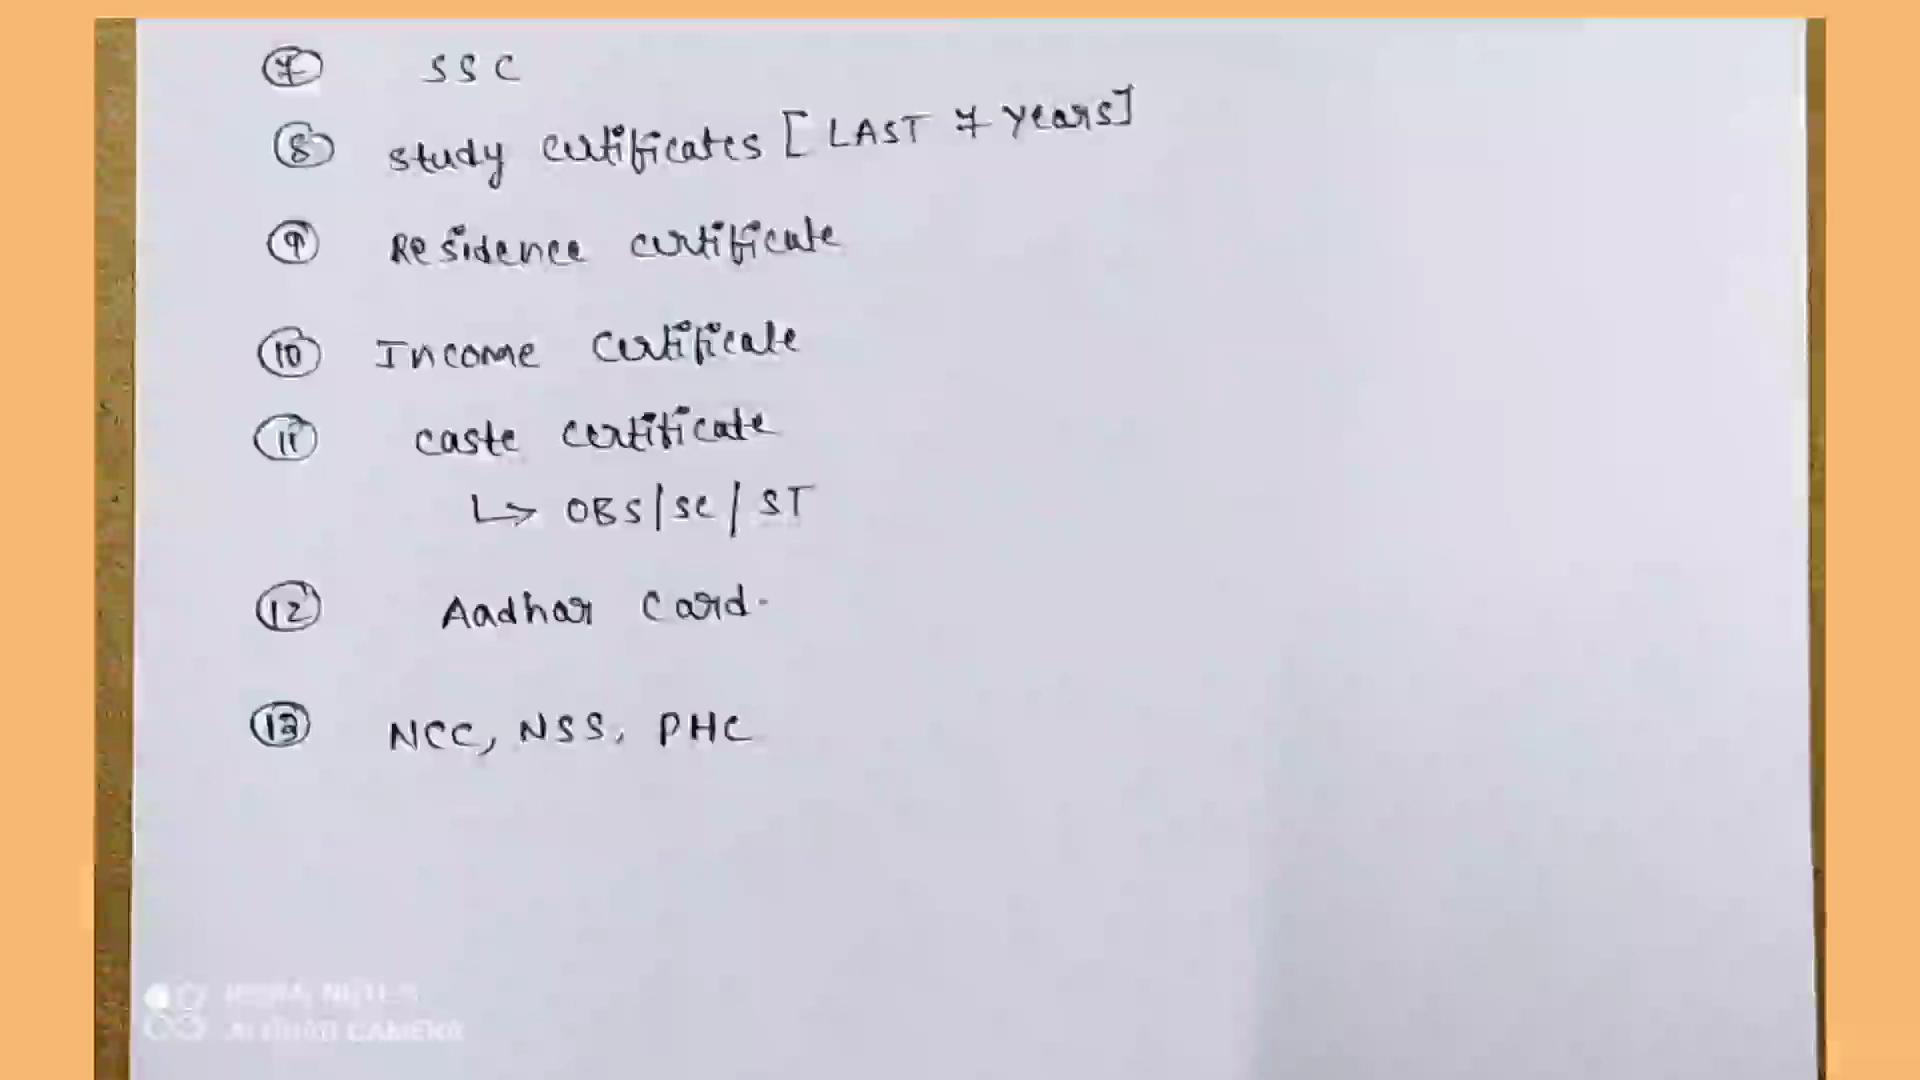 7 SSC
8 study certificates [LAST 7 years]
9 Residence certificate
10 Income certificate
11 caste certificate
↳ OBS/SC/ST
12 Aadhar card.
13 NCC, NSS, PHC
CAMERA